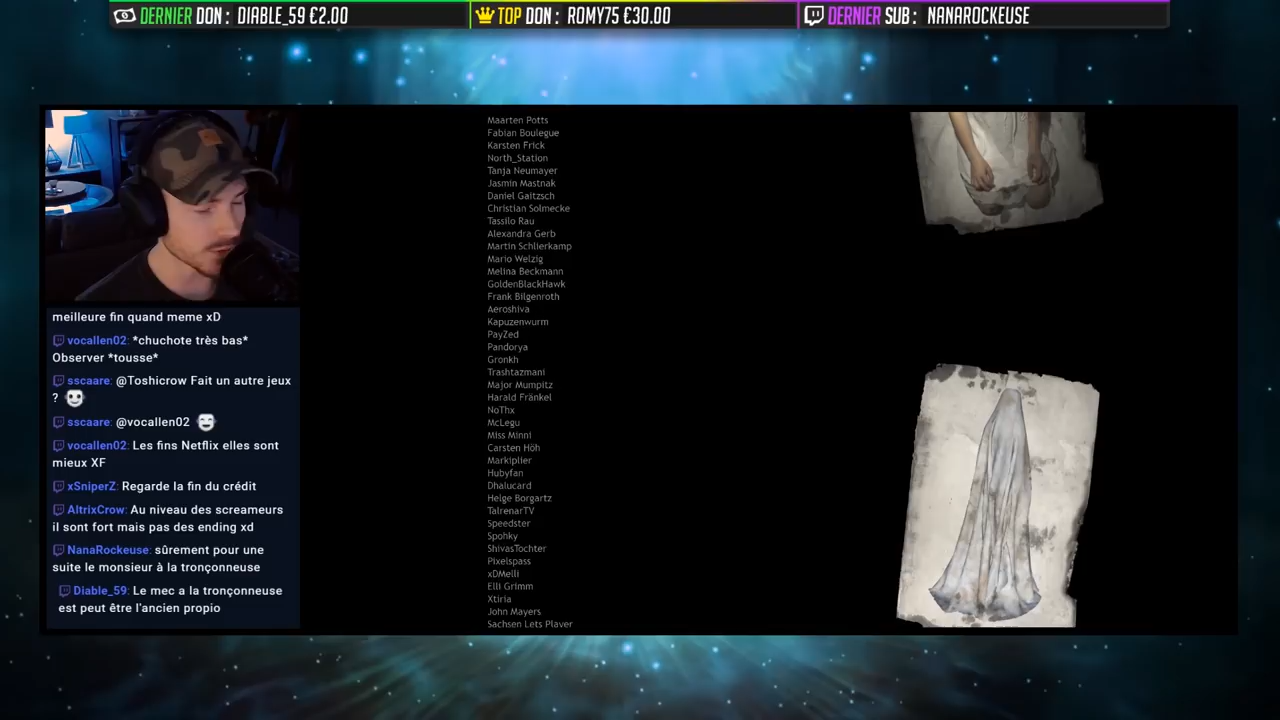 DERNIER DON : DIABLE_59 €2.00
TOP DON : ROMY75 €30.00
DERNIER SUB : NANAROCKEUSE
meilleure fin quand meme xD
vocallen02: *chuchote très bas*
Observer *tousse*
sscaare: @Toshicrow Fait un autre jeux
?
sscaare: @vocallen02
vocallen02: Les fins Netflix elles sont
mieux XF
xSniperZ: Regarde la fin du crédit
AltrixCrow: Au niveau des screameurs
il sont fort mais pas des ending xd
NanaRockeuse: sûrement pour une
suite le monsieur à la tronçonneuse
Diable_59: Le mec a la tronçonneuse
est peut être l'ancien propio
Maarten Potts
Fabian Boulegue
Karsten Frick
North_Station
Tanja Neumayer
Jasmin Mastnak
Daniel Gaitzsch
Christian Solmecke
Tassilo Rau
Alexandra Gerb
Martin Schlierkamp
Mario Welzig
Melina Beckmann
GoldenBlackHawk
Frank Bilgenroth
Aeroshiva
Kapuzenwurm
PayZed
Pandorya
Gronkh
Trashtazmani
Major Mumpitz
Harald Fränkel
NoThx
McLegu
Miss Minni
Carsten Höh
Markiplier
Hubyfan
Dhalucard
Helge Borgartz
TalrenarTV
Speedster
Spohky
ShivasTochter
Pixelspass
xDMelli
Elli Grimm
Xtiria
John Mayers
Sachsen Lets Player